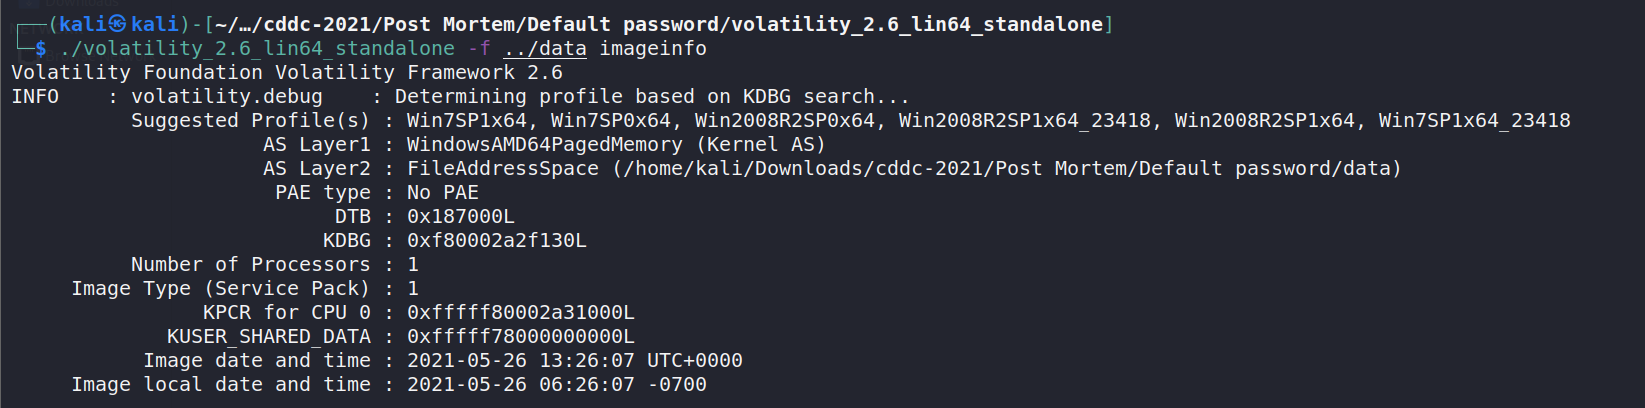 (kali㉿kali)-[~/…/cddc-2021/Post Mortem/Default password/volatility_2.6_lin64_standalone]
$ ./volatility_2.6_lin64_standalone -f ../data imageinfo
Volatility Foundation Volatility Framework 2.6
INFO    : volatility.debug    : Determining profile based on KDBG search...
Suggested Profile(s) : Win7SP1x64, Win7SP0x64, Win2008R2SP0x64, Win2008R2SP1x64_23418, Win2008R2SP1x64, Win7SP1x64_23418
AS Layer1 : WindowsAMD64PagedMemory (Kernel AS)
AS Layer2 : FileAddressSpace (/home/kali/Downloads/cddc-2021/Post Mortem/Default password/data)
PAE type : No PAE
DTB : 0x187000L
KDBG : 0xf80002a2f130L
Number of Processors : 1
Image Type (Service Pack) : 1
KPCR for CPU 0 : 0xfffff80002a31000L
KUSER_SHARED_DATA : 0xfffff78000000000L
Image date and time : 2021-05-26 13:26:07 UTC+0000
Image local date and time : 2021-05-26 06:26:07 -0700